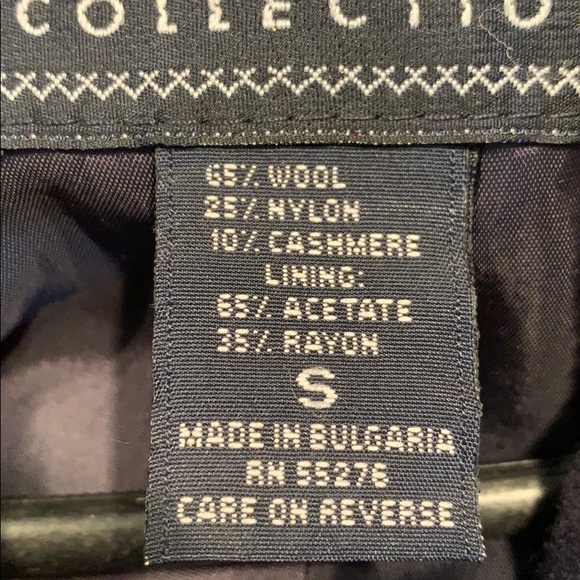 COLLECTIO
65% WOOL
25% NYLON
10% CASHMERE
LINING:
65% ACETATE
35% RAYON
S
MADE IN BULGARIA
RN 55276
CARE ON REVERSE